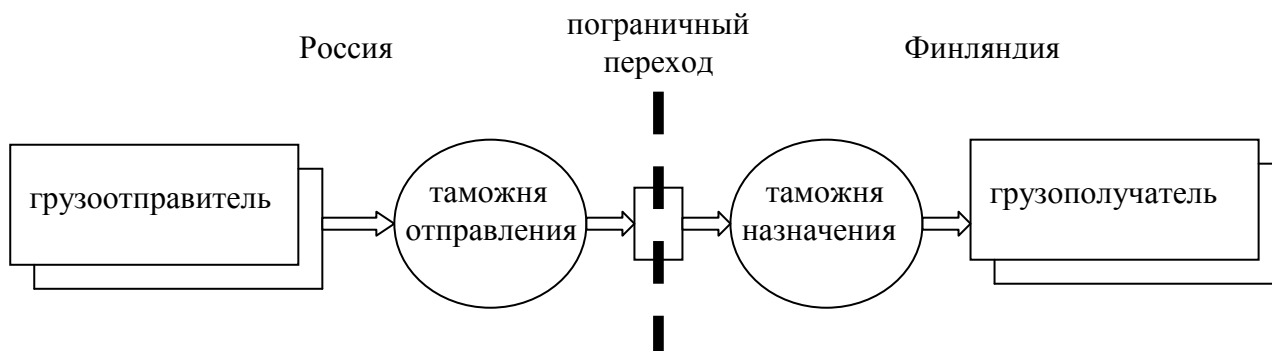 Россия
пограничный
переход
Финляндия
грузоотправитель
таможня
отправления
таможня
назначения
грузополучатель